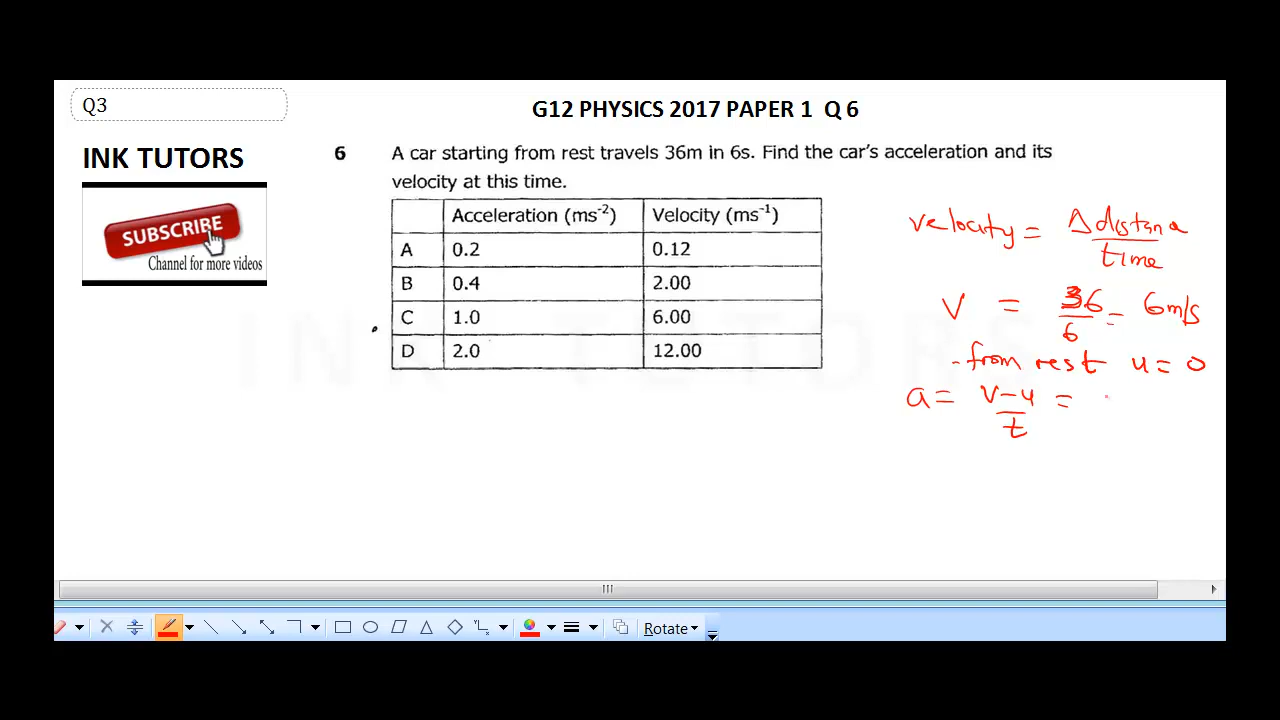 Q3
G12 PHYSICS 2017 PAPER 1 Q 6
INK TUTORS
SUBSCRIBE
Channel for more videos
6 A car starting from rest travels 36m in 6s. Find the car's acceleration and its
velocity at this time.
Acceleration (ms⁻²) Velocity (ms⁻¹)
A 0.2 0.12
B 0.4 2.00
C 1.0 6.00
D 2.0 12.00
velocity = Δdistance / time
V = 36/6 = 6m/s
- from rest u = 0
a = v-u/t =
INK TUTORS
Rotate